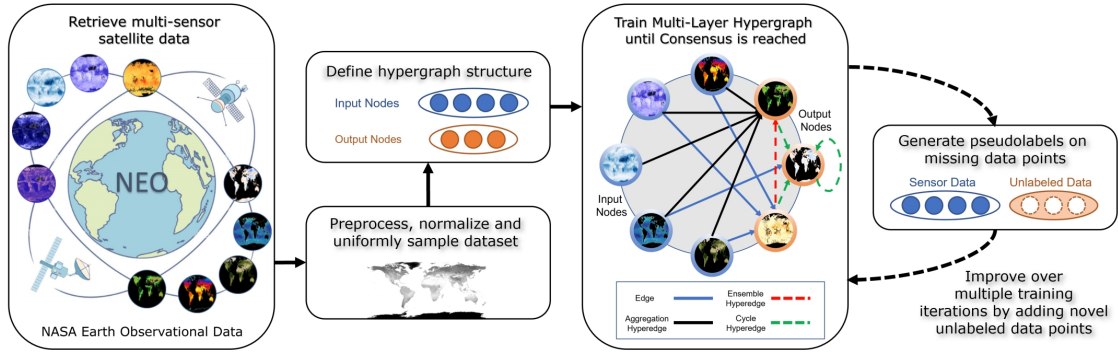 Retrieve multi-sensor
satellite data
NEO
NASA Earth Observational Data
Define hypergraph structure
Input Nodes
Output Nodes
Preprocess, normalize and
uniformly sample dataset
Train Multi-Layer Hypergraph
until Consensus is reached
Output
Nodes
Input
Nodes
Edge
Ensemble
Hyperedge
Aggregation
Hyperedge
Cycle
Hyperedge
Generate pseudolabels on
missing data points
Sensor Data
Unlabeled Data
Improve over
multiple training
iterations by adding novel
unlabeled data points